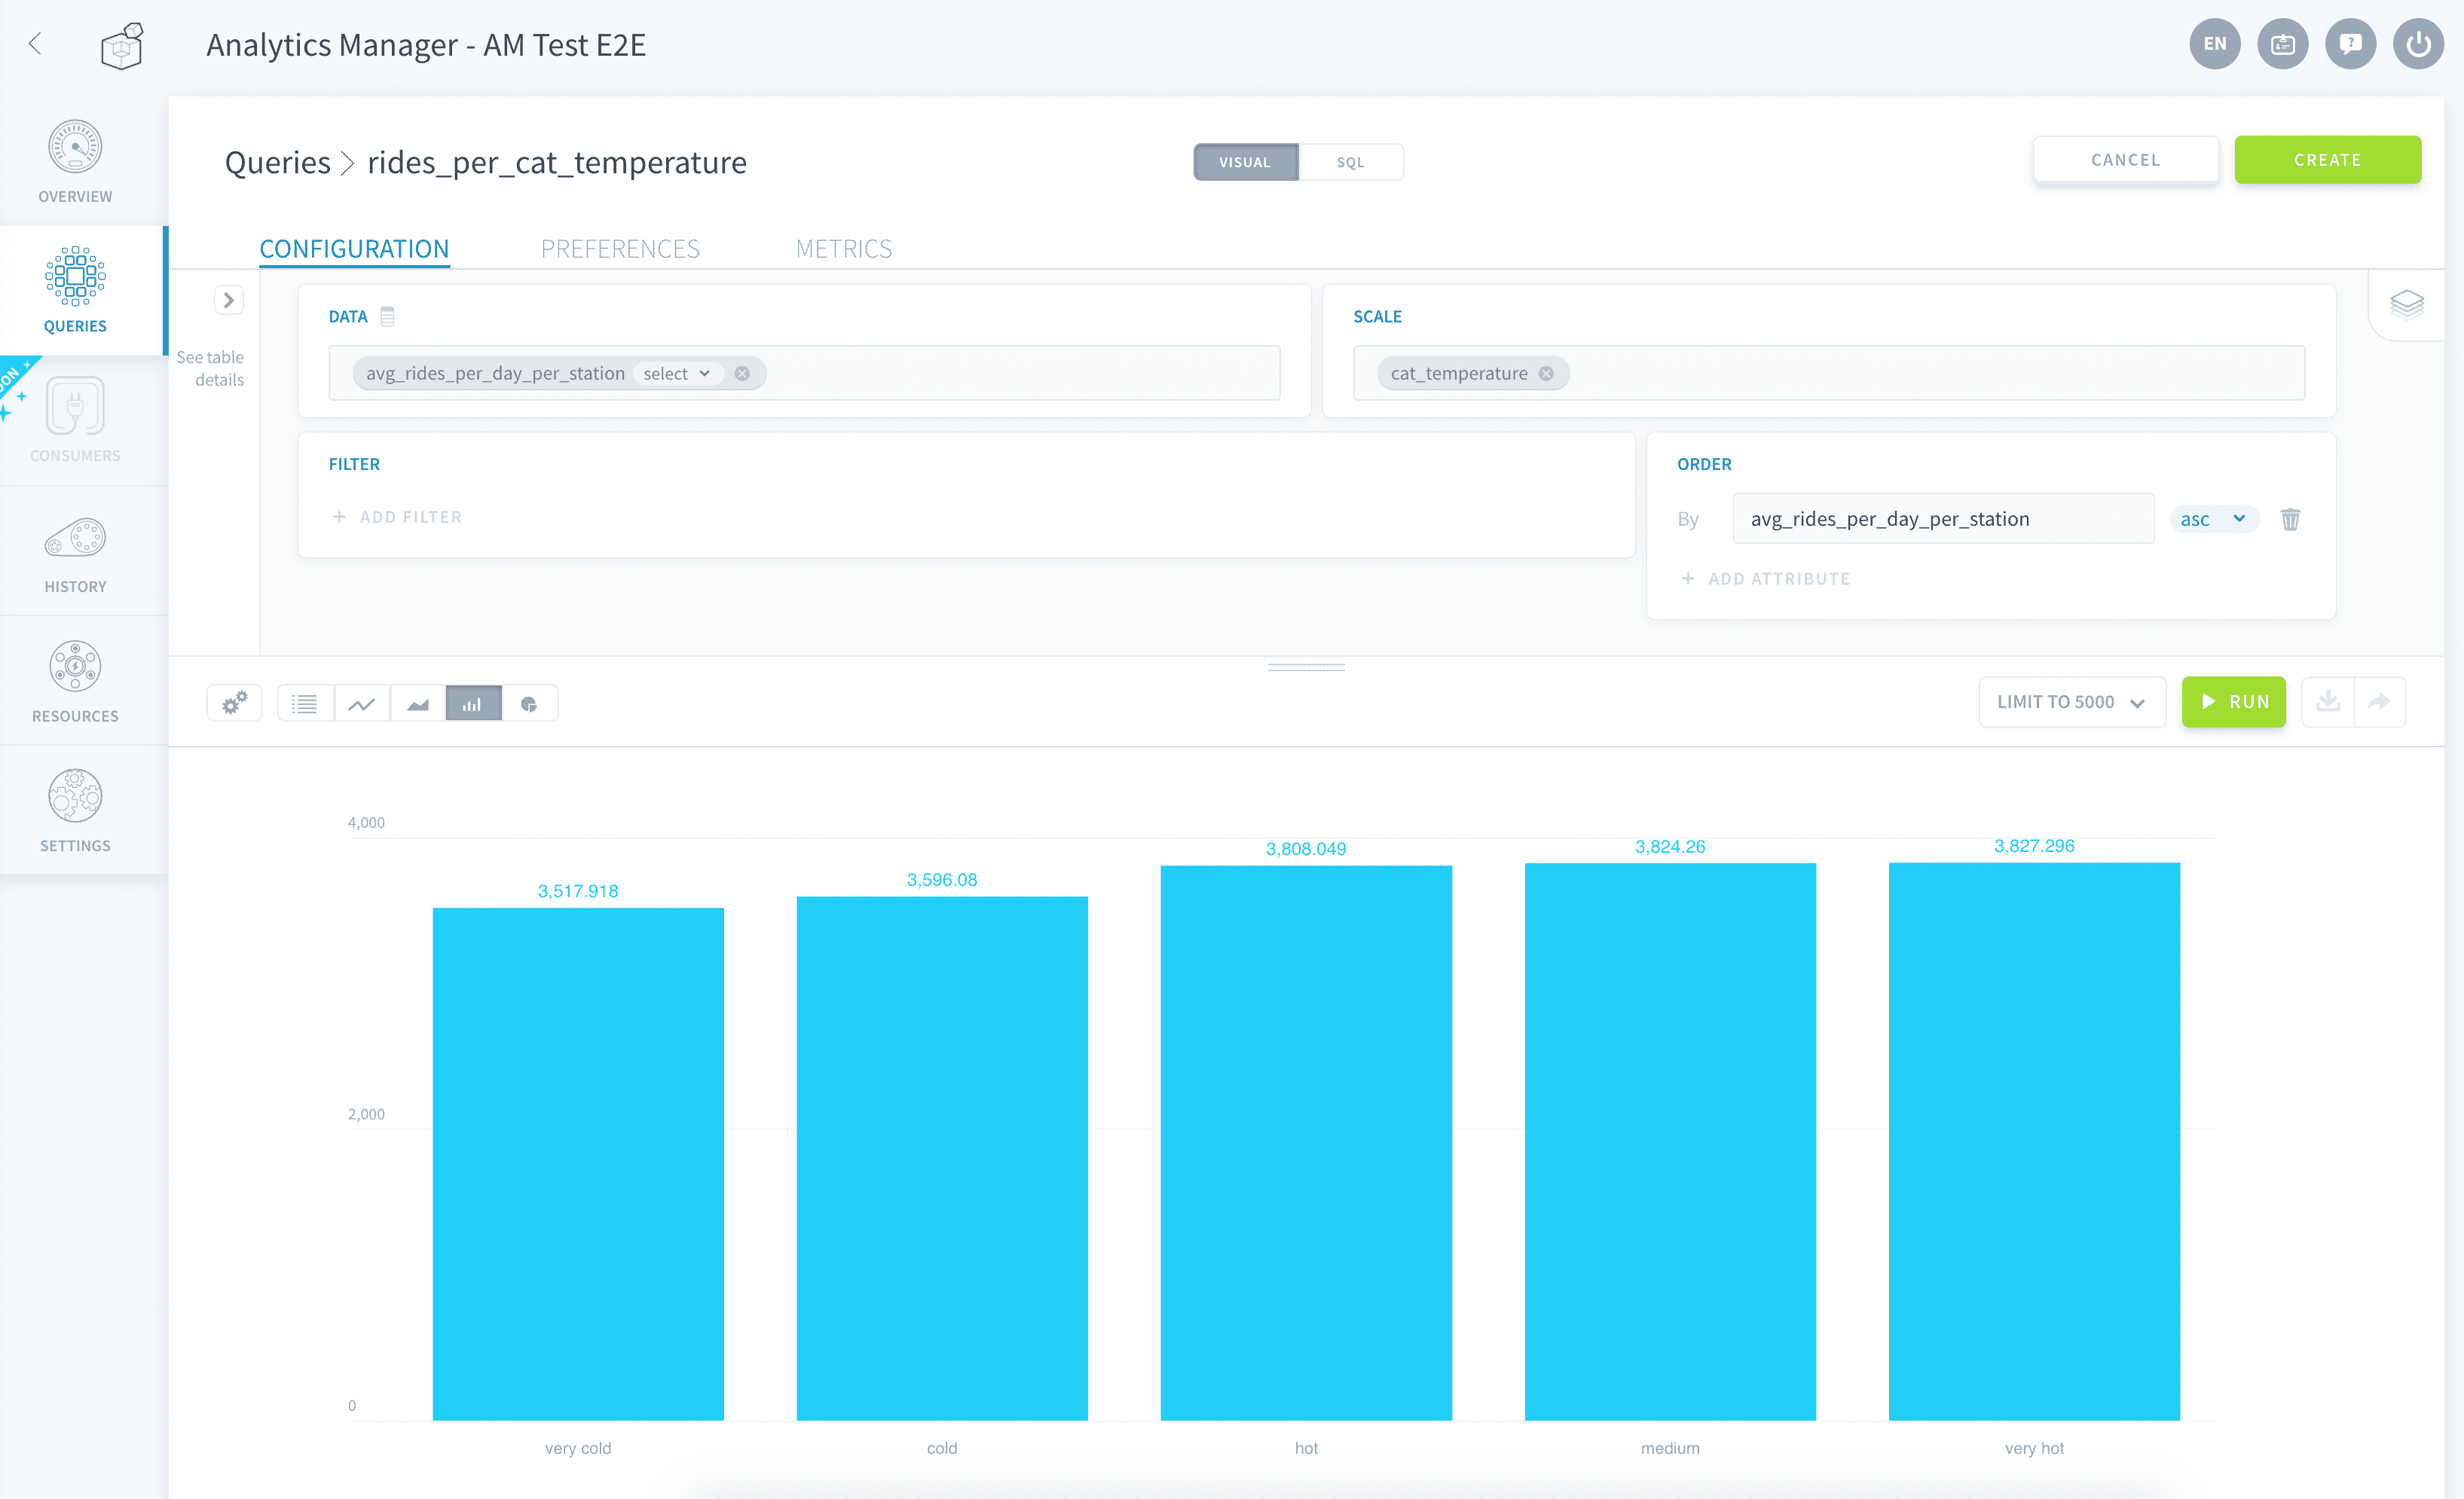 Analytics Manager - AM Test E2E
EN
OVERVIEW
QUERIES
CONSUMERS
HISTORY
RESOURCES
SETTINGS
Queries > rides_per_cat_temperature
VISUAL
SQL
CANCEL
CREATE
CONFIGURATION
PREFERENCES
METRICS
See table
details
DATA
avg_rides_per_day_per_station select
SCALE
cat_temperature
FILTER
+ ADD FILTER
ORDER
By avg_rides_per_day_per_station asc
+ ADD ATTRIBUTE
LIMIT TO 5000
RUN
4,000
2,000
0
3,517.918
3,596.08
3,808.049
3,824.26
3,827.296
very cold
cold
hot
medium
very hot